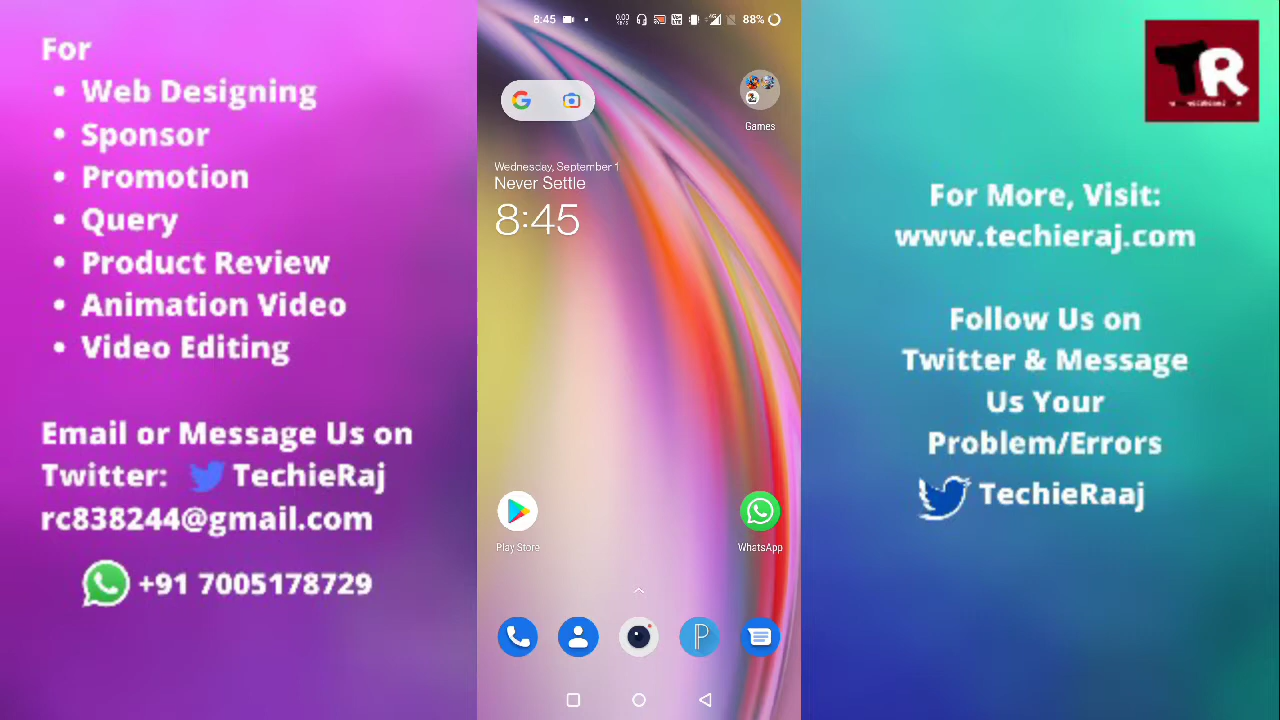 For
• Web Designing
• Sponsor
• Promotion
• Query
• Product Review
• Animation Video
• Video Editing
Email or Message Us on
Twitter: TechieRaj
rc838244@gmail.com
+91 7005178729
8:45
0.00
88%
Games
Wednesday, September 1
Never Settle
8:45
Play Store
WhatsApp
TR
For More, Visit:
www.techieraj.com
Follow Us on
Twitter & Message
Us Your
Problem/Errors
TechieRaaj